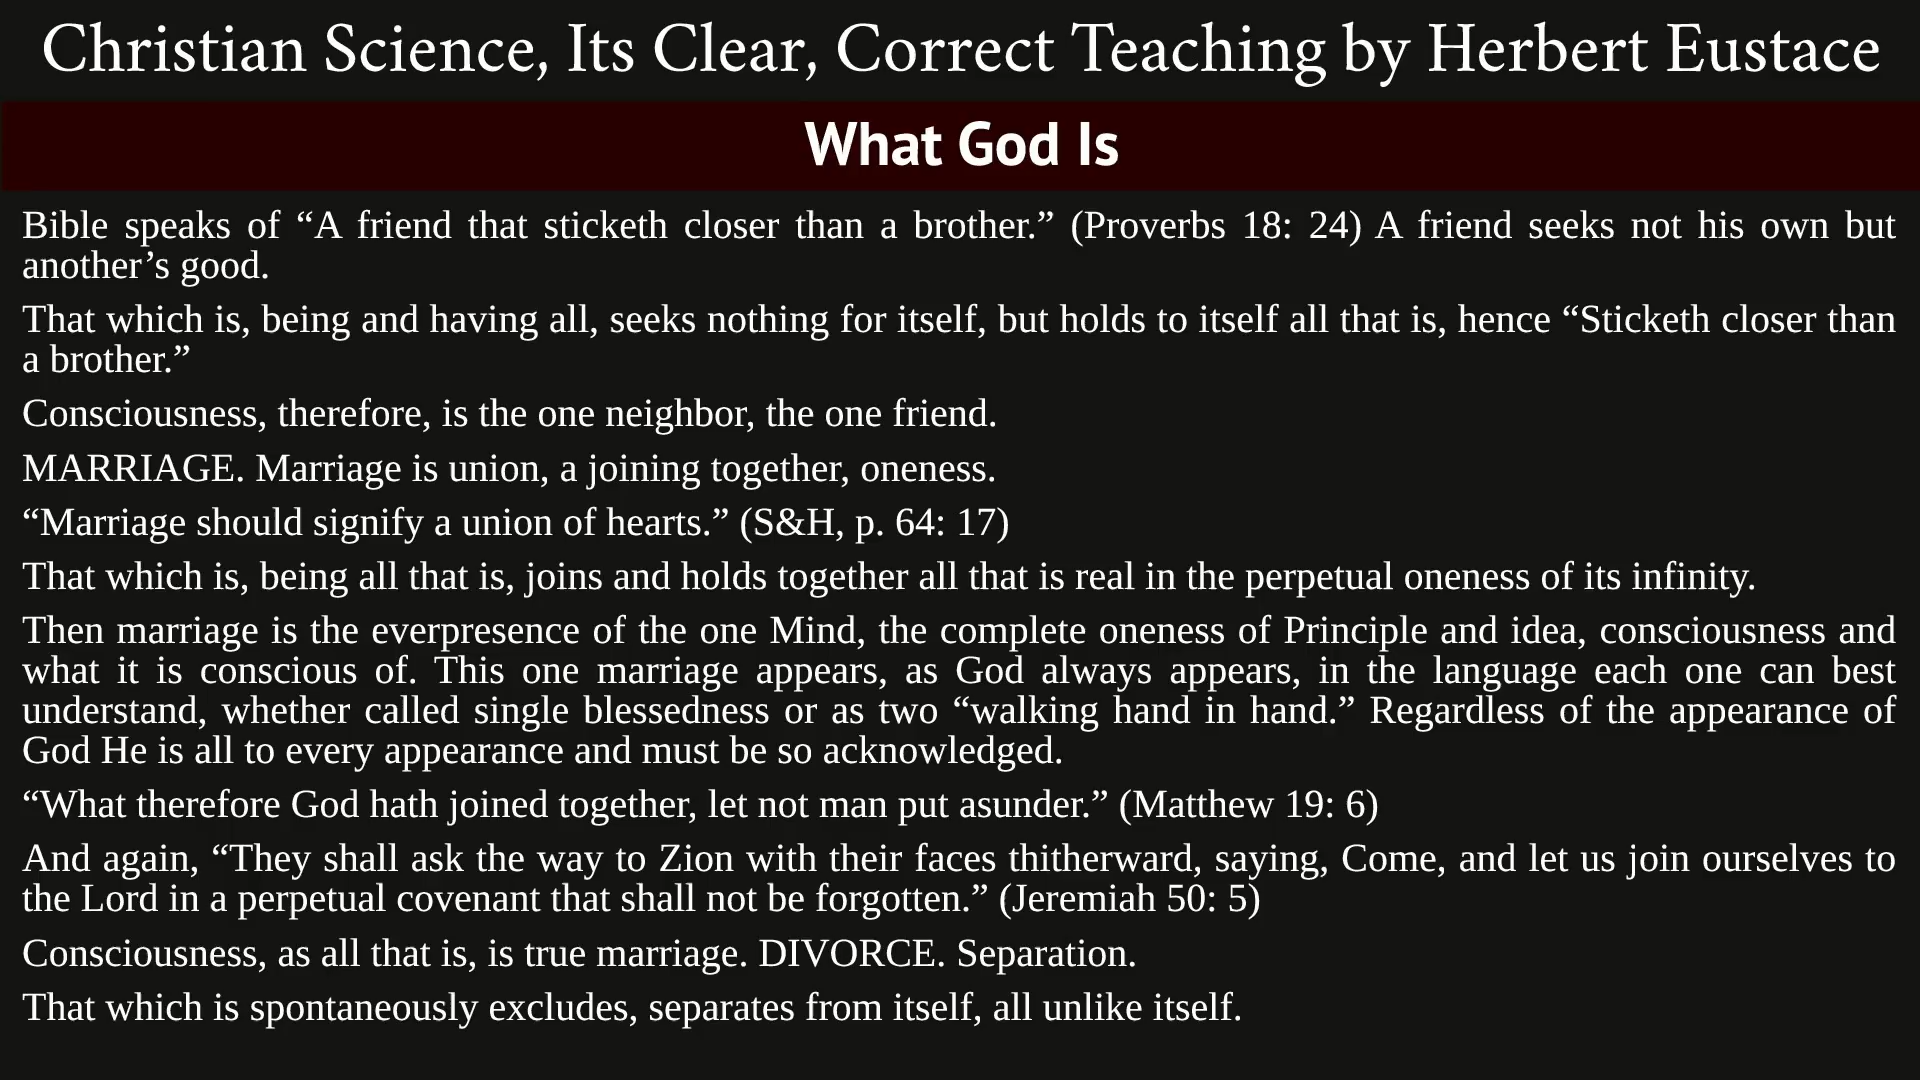 Christian Science, Its Clear, Correct Teaching by Herbert Eustace
What God Is
Bible speaks of “A friend that sticketh closer than a brother.” (Proverbs 18: 24) A friend seeks not his own but
another’s good.
That which is, being and having all, seeks nothing for itself, but holds to itself all that is, hence “Sticketh closer than
a brother.”
Consciousness, therefore, is the one neighbor, the one friend.
MARRIAGE. Marriage is union, a joining together, oneness.
“Marriage should signify a union of hearts.” (S&H, p. 64: 17)
That which is, being all that is, joins and holds together all that is real in the perpetual oneness of its infinity.
Then marriage is the everpresence of the one Mind, the complete oneness of Principle and idea, consciousness and
what it is conscious of. This one marriage appears, as God always appears, in the language each one can best
understand, whether called single blessedness or as two “walking hand in hand.” Regardless of the appearance of
God He is all to every appearance and must be so acknowledged.
“What therefore God hath joined together, let not man put asunder.” (Matthew 19: 6)
And again, “They shall ask the way to Zion with their faces thitherward, saying, Come, and let us join ourselves to
the Lord in a perpetual covenant that shall not be forgotten.” (Jeremiah 50: 5)
Consciousness, as all that is, is true marriage. DIVORCE. Separation.
That which is spontaneously excludes, separates from itself, all unlike itself.